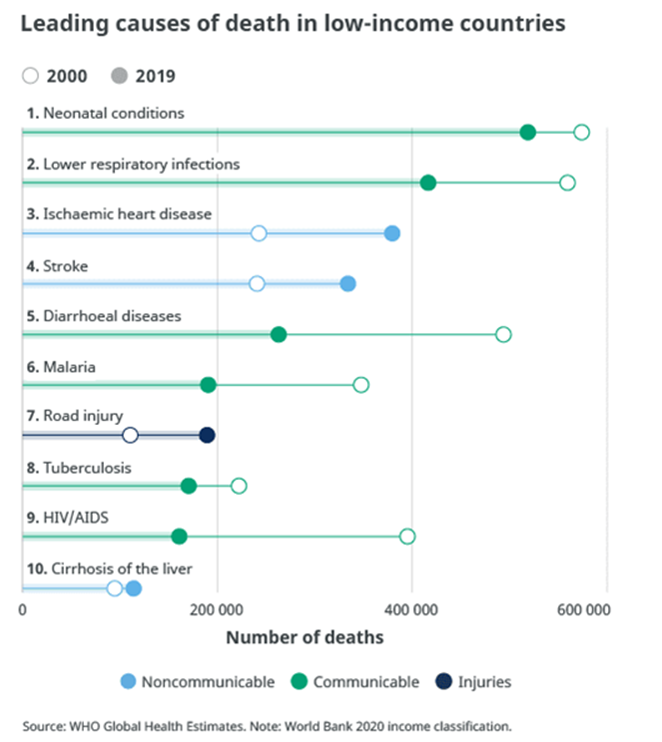 Leading causes of death in low-income countries
2000 2019
1. Neonatal conditions
2. Lower respiratory infections
3. Ischaemic heart disease
4. Stroke
5. Diarrhoeal diseases
6. Malaria
7. Road injury
8. Tuberculosis
9. HIV/AIDS
10. Cirrhosis of the liver
0 200 000 400 000 600 000
Number of deaths
Noncommunicable Communicable Injuries
Source: WHO Global Health Estimates. Note: World Bank 2020 income classification.